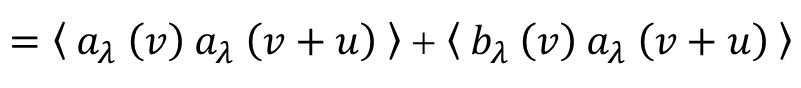 = ⟨ a_λ (v) a_λ (v + u) ⟩ + ⟨ b_λ (v) a_λ (v + u) ⟩